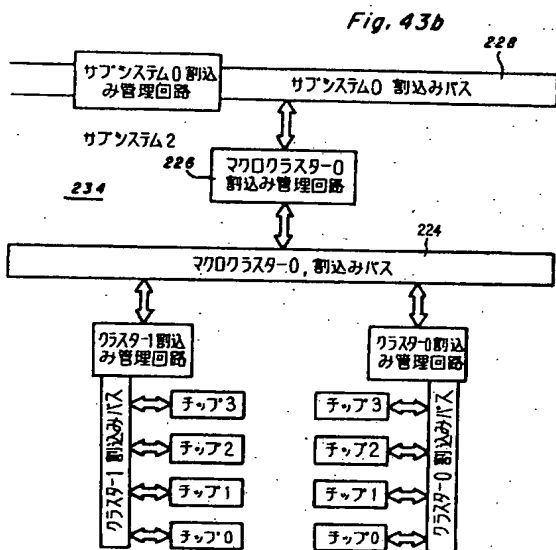 Fig. 43b
228
サブシステム0 割込
み管理回路
サブシステム0 割込みバス
サブシステム2
226
マクロクラスター0
割込み管理回路
234
224
マクロクラスター0, 割込みバス
クラスター1 割込
み管理回路
クラスター0 割込
み管理回路
クラスター1 割込みバス
チップ3
チップ2
チップ1
チップ0
チップ3
チップ2
チップ1
チップ0
クラスター0 割込みバス